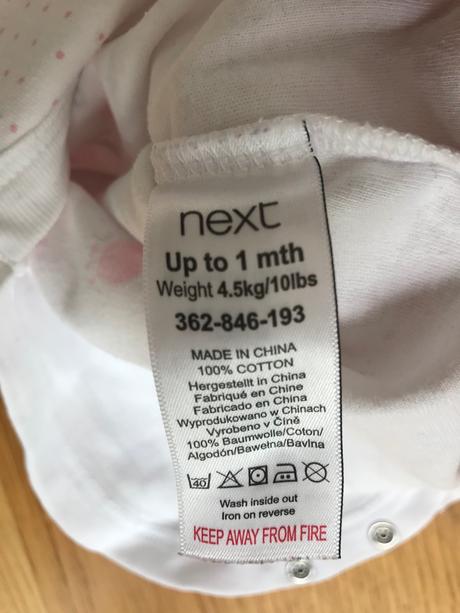 next
Up to 1 mth
Weight 4.5kg/10lbs
362-846-193
MADE IN CHINA
100% COTTON
Hergestellt in China
Fabriqué en Chine
Fabricado en China
Wyprodukowano w Chinach
Vyrobeno v Číně
100% Baumwolle/Coton/
Algodón/Bawełna/Bavlna
40
Wash inside out
Iron on reverse
KEEP AWAY FROM FIRE